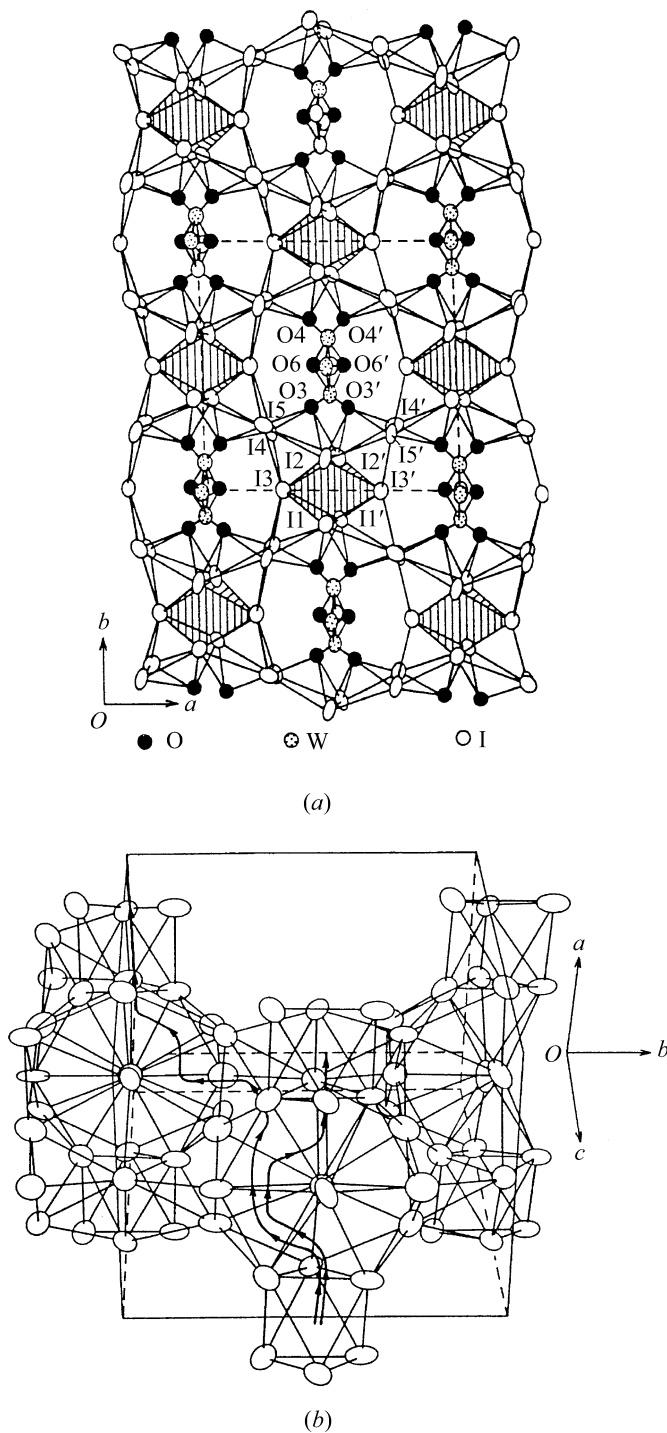 O4 O4′
O6 O6′
O3 O3′
I5 I4′
I4 I2 I2′ I5′
I3 I3′
I1 I1′
b
O a
O W I
(a)
a
O b
c
(b)